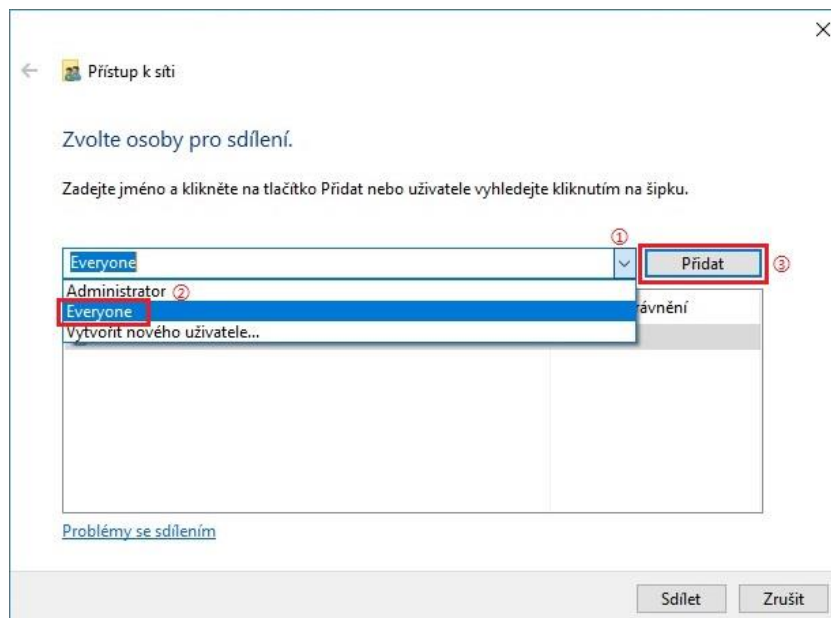 Přístup k síti
Zvolte osoby pro sdílení.
Zadejte jméno a klikněte na tlačítko Přidat nebo uživatele vyhledejte kliknutím na šipku.
①
Everyone
Přidat ③
Administrator ②
Everyone
Vytvořit nového uživatele...
Problémy se sdílením
Sdílet
Zrušit